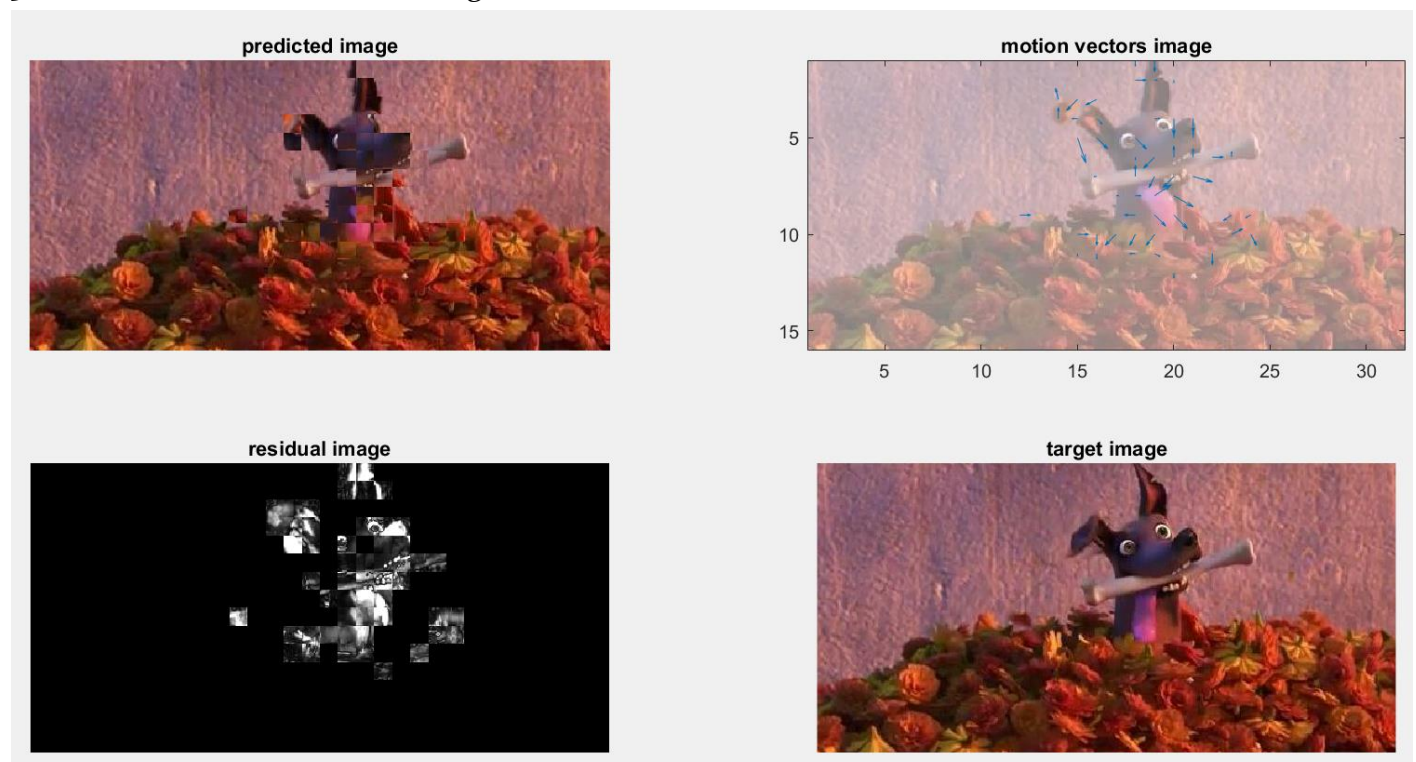 predicted image
motion vectors image
5
10
15
5 10 15 20 25 30
residual image
target image